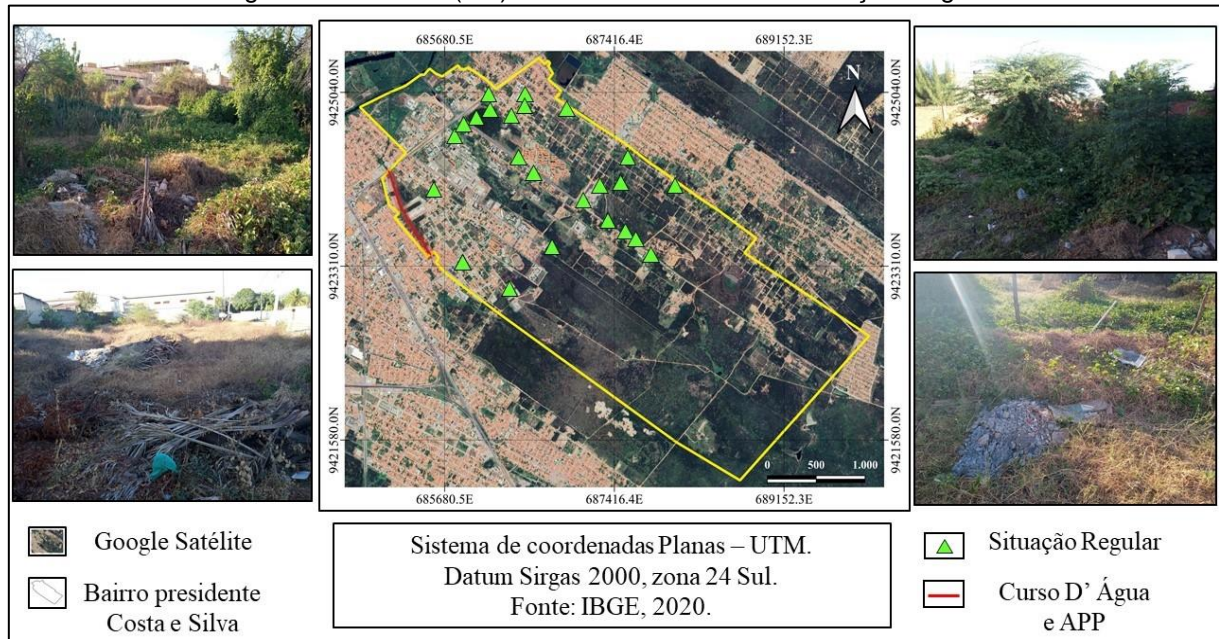 685680.5E 687416.4E 689152.3E
N
9425040.0N 9425040.0N
9423310.0N 9423310.0N
9421580.0N 9421580.0N
0 500 1.000
685680.5E 687416.4E 689152.3E
Google Satélite
Bairro presidente
Costa e Silva
Sistema de coordenadas Planas – UTM.
Datum Sirgas 2000, zona 24 Sul.
Fonte: IBGE, 2020.
Situação Regular
Curso D’ Água
e APP